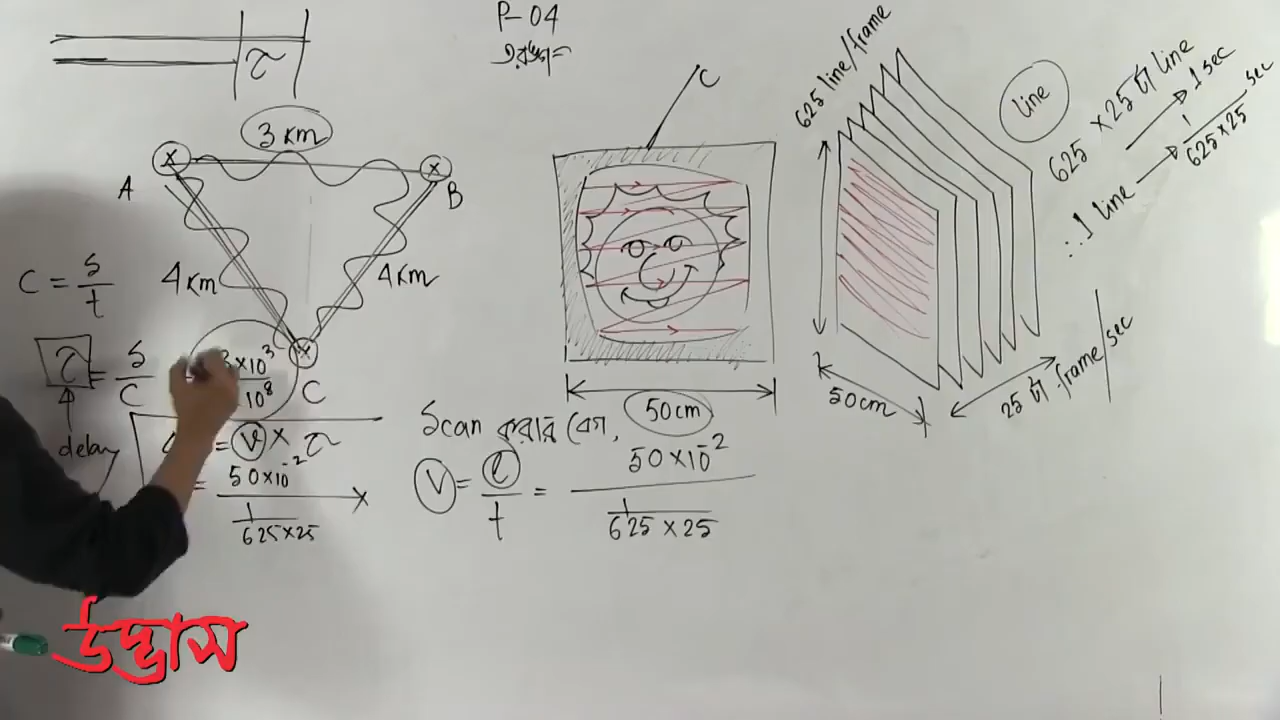 P-04
তরঙ্গ
τ
3 km
A
B
4 km
4 km
C
C = s/t
τ = s/c
3×10³
10⁸
delay
= v × τ
= 50×10⁻² / (1/625×25) ×
C
50 cm
Scan করার বেগ,
v = l/t = 50×10⁻² / (1/625×25)
625 line/frame
50cm
25 টা frame/sec
line
625 × 25 টা line → 1 sec
∴ 1 line → 1/625×25 sec
উদ্ভাস